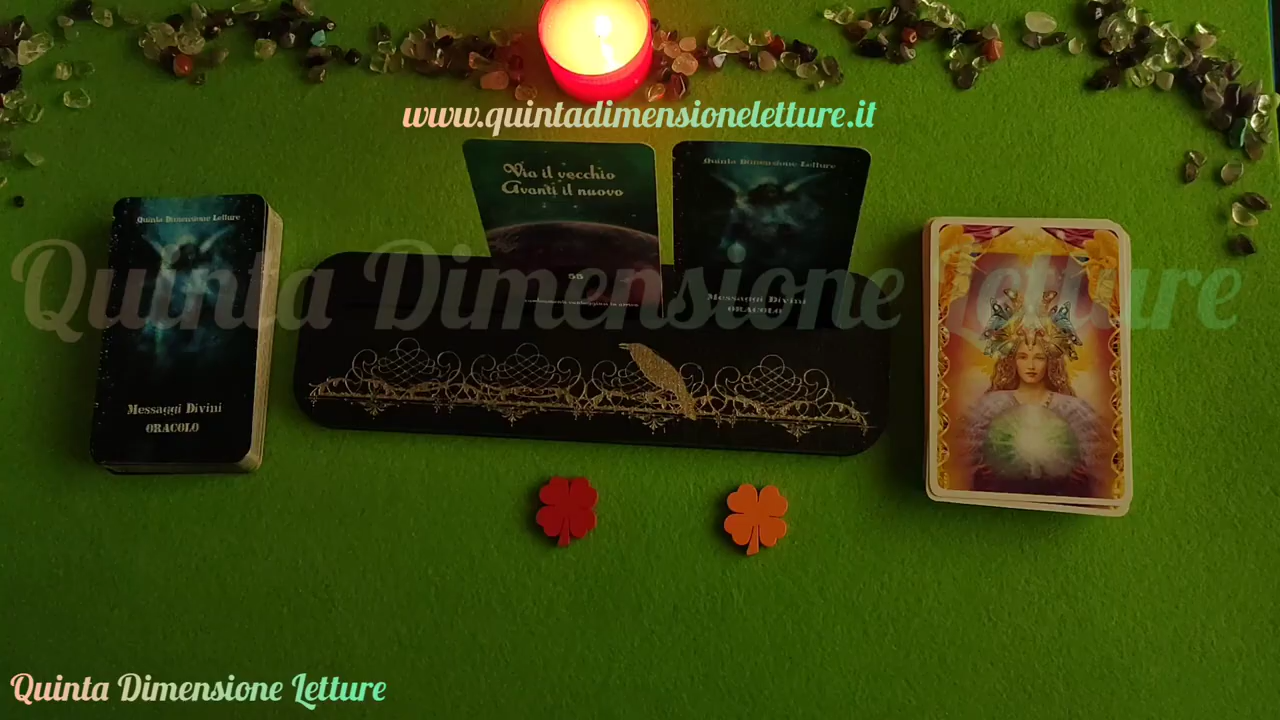 www.quintadimensioneletture.it
Via il vecchio
Avanti il nuovo
55
Quinta Dimensione Letture
Messaggi Divini
ORACOLO
Quinta Dimensione Letture
Messaggi Divini
ORACOLO
Quinta Dimensione Letture
Quinta Dimensione Letture